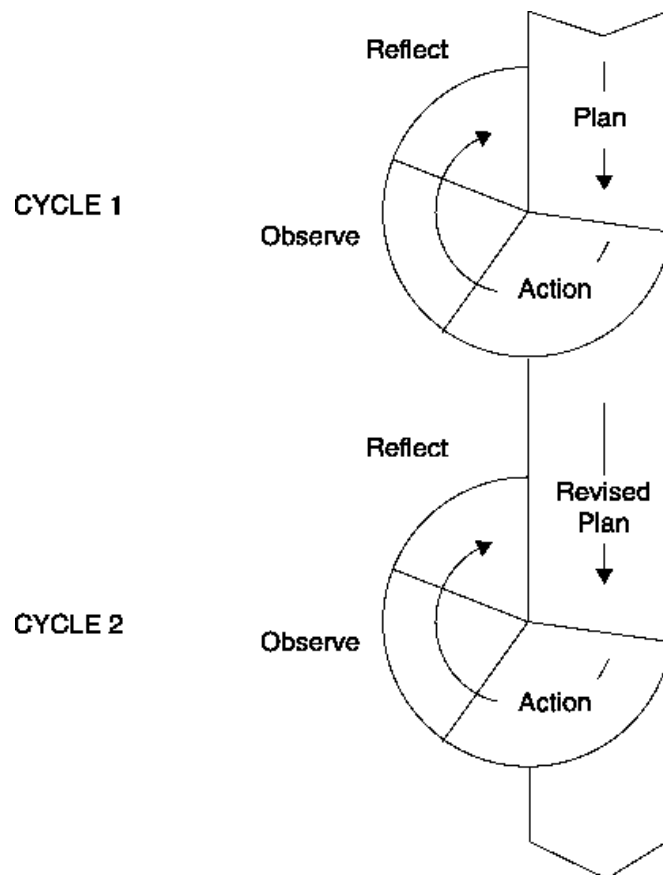 Reflect
Plan
CYCLE 1
Observe
Action
Reflect
Revised
Plan
CYCLE 2
Observe
Action